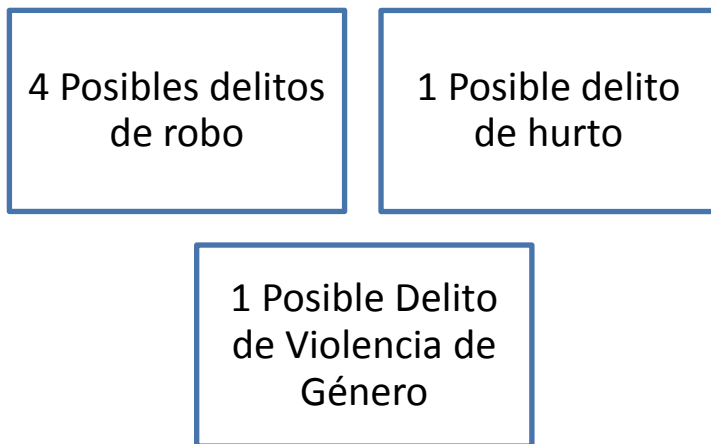 4 Posibles delitos
de robo
1 Posible delito
de hurto
1 Posible Delito
de Violencia de
Género